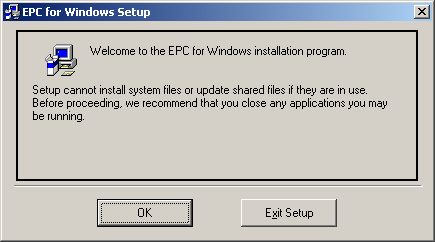 EPC for Windows Setup
Welcome to the EPC for Windows installation program.
Setup cannot install system files or update shared files if they are in use.
Before proceeding, we recommend that you close any applications you may
be running.
OK
Exit Setup